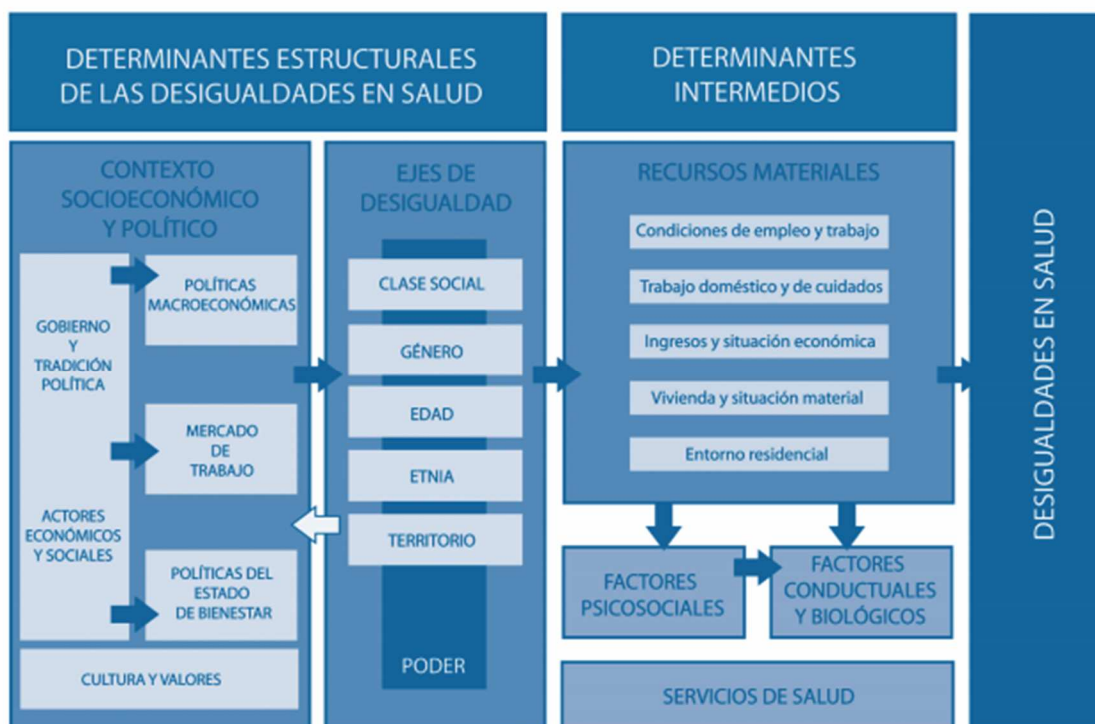 DETERMINANTES ESTRUCTURALES
DE LAS DESIGUALDADES EN SALUD
CONTEXTO
SOCIOECONÓMICO
Y POLÍTICO
GOBIERNO
Y
TRADICIÓN
POLÍTICA
ACTORES
ECONÓMICOS
Y SOCIALES
POLÍTICAS
MACROECONÓMICAS
MERCADO
DE
TRABAJO
POLÍTICAS DEL
ESTADO
DE BIENESTAR
CULTURA Y VALORES
EJES DE
DESIGUALDAD
CLASE SOCIAL
GÉNERO
EDAD
ETNIA
TERRITORIO
PODER
DETERMINANTES
INTERMEDIOS
RECURSOS MATERIALES
Condiciones de empleo y trabajo
Trabajo doméstico y de cuidados
Ingresos y situación económica
Vivienda y situación material
Entorno residencial
FACTORES
PSICOSOCIALES
FACTORES
CONDUCTUALES
Y BIOLÓGICOS
SERVICIOS DE SALUD
DESIGUALDADES EN SALUD